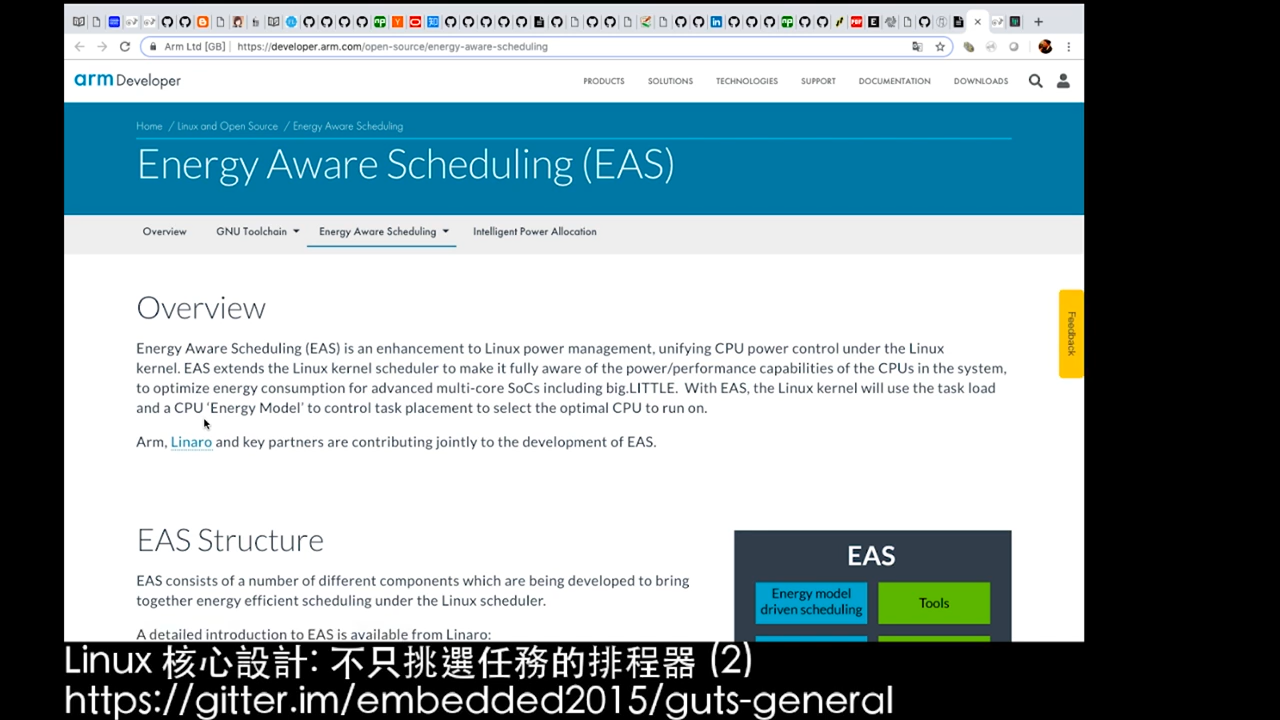 Arm Ltd [GB] | https://developer.arm.com/open-source/energy-aware-scheduling
arm Developer
PRODUCTS SOLUTIONS TECHNOLOGIES SUPPORT DOCUMENTATION DOWNLOADS
Home / Linux and Open Source / Energy Aware Scheduling
Energy Aware Scheduling (EAS)
Overview GNU Toolchain Energy Aware Scheduling Intelligent Power Allocation
Feedback
Overview
Energy Aware Scheduling (EAS) is an enhancement to Linux power management, unifying CPU power control under the Linux
kernel. EAS extends the Linux kernel scheduler to make it fully aware of the power/performance capabilities of the CPUs in the system,
to optimize energy consumption for advanced multi-core SoCs including big.LITTLE. With EAS, the Linux kernel will use the task load
and a CPU ‘Energy Model’ to control task placement to select the optimal CPU to run on.
Arm, Linaro and key partners are contributing jointly to the development of EAS.
EAS Structure
EAS consists of a number of different components which are being developed to bring
together energy efficient scheduling under the Linux scheduler.
A detailed introduction to EAS is available from Linaro:
EAS
Energy model
driven scheduling
Tools
Linux 核心設計: 不只挑選任務的排程器 (2)
https://gitter.im/embedded2015/guts-general